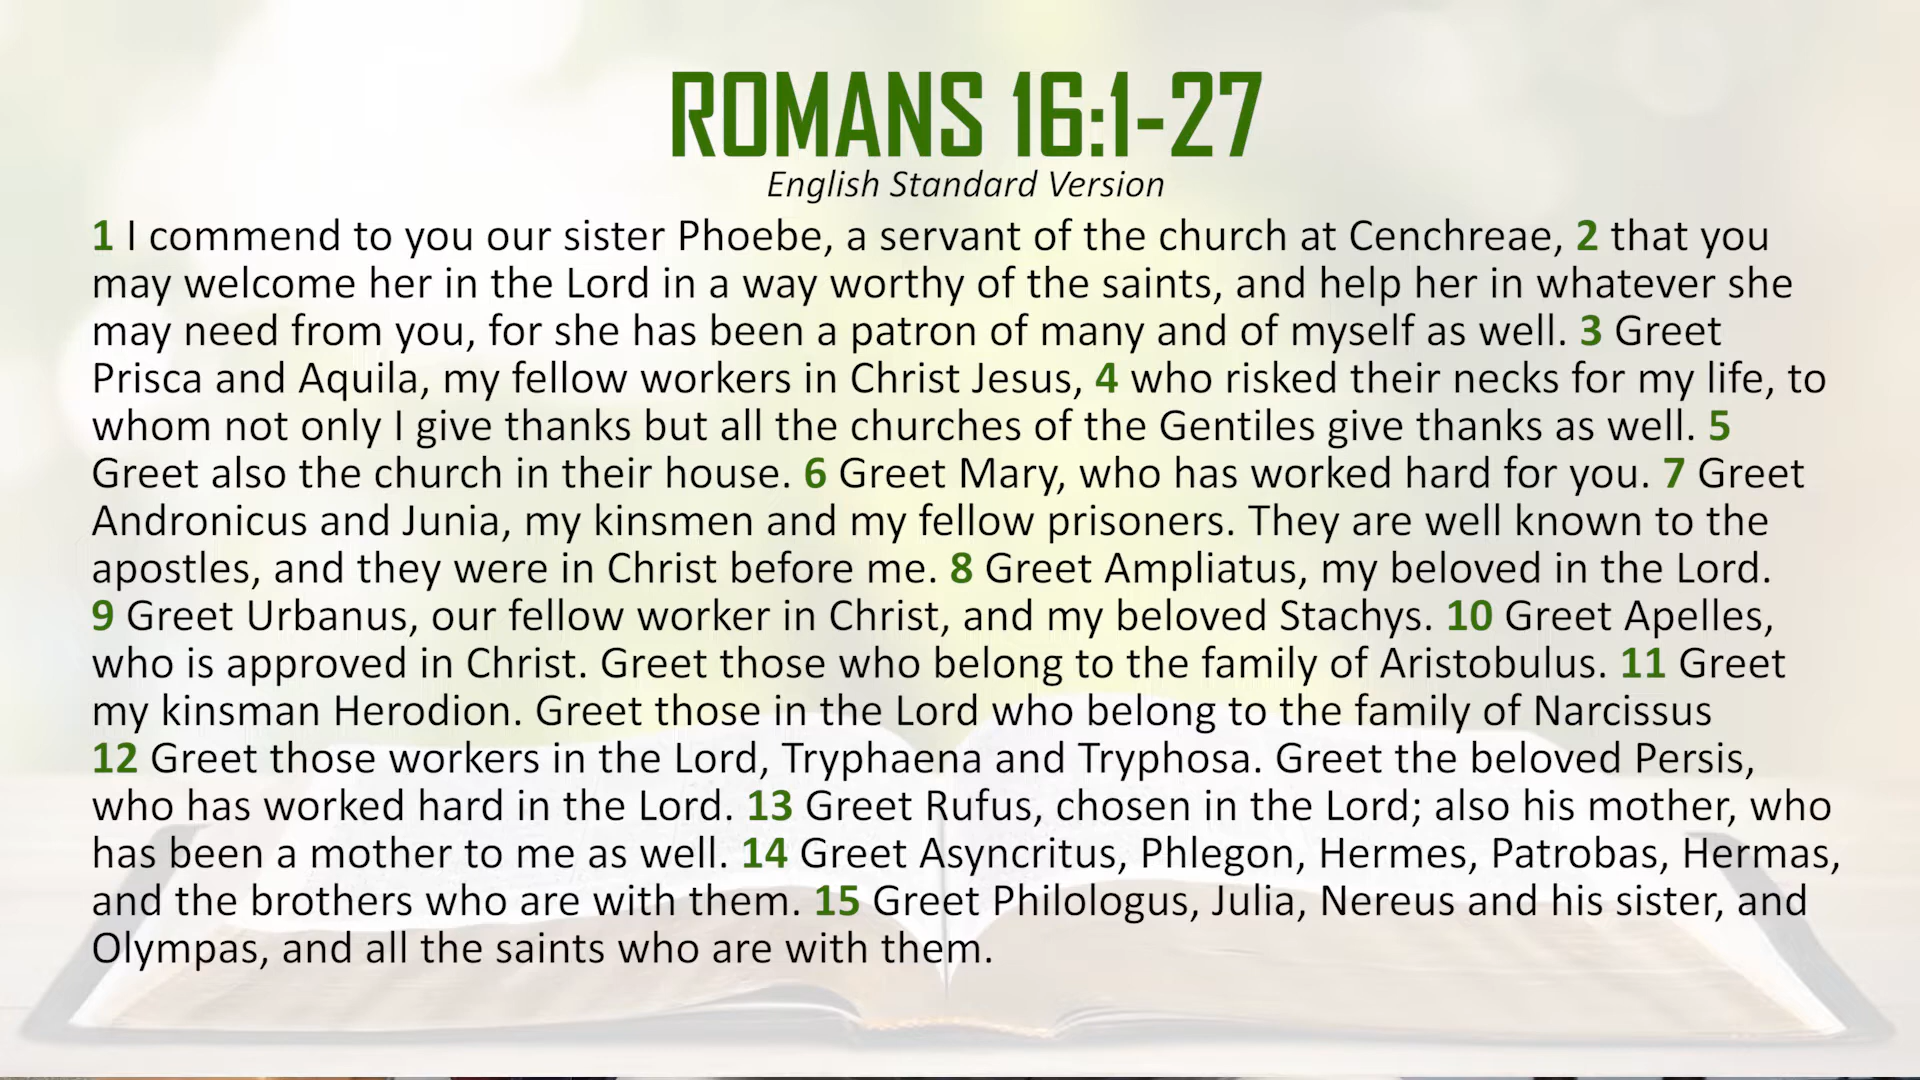 ROMANS 16:1-27
English Standard Version
1 I commend to you our sister Phoebe, a servant of the church at Cenchreae, 2 that you
may welcome her in the Lord in a way worthy of the saints, and help her in whatever she
may need from you, for she has been a patron of many and of myself as well. 3 Greet
Prisca and Aquila, my fellow workers in Christ Jesus, 4 who risked their necks for my life, to
whom not only I give thanks but all the churches of the Gentiles give thanks as well. 5
Greet also the church in their house. 6 Greet Mary, who has worked hard for you. 7 Greet
Andronicus and Junia, my kinsmen and my fellow prisoners. They are well known to the
apostles, and they were in Christ before me. 8 Greet Ampliatus, my beloved in the Lord.
9 Greet Urbanus, our fellow worker in Christ, and my beloved Stachys. 10 Greet Apelles,
who is approved in Christ. Greet those who belong to the family of Aristobulus. 11 Greet
my kinsman Herodion. Greet those in the Lord who belong to the family of Narcissus
12 Greet those workers in the Lord, Tryphaena and Tryphosa. Greet the beloved Persis,
who has worked hard in the Lord. 13 Greet Rufus, chosen in the Lord; also his mother, who
has been a mother to me as well. 14 Greet Asyncritus, Phlegon, Hermes, Patrobas, Hermas,
and the brothers who are with them. 15 Greet Philologus, Julia, Nereus and his sister, and
Olympas, and all the saints who are with them.